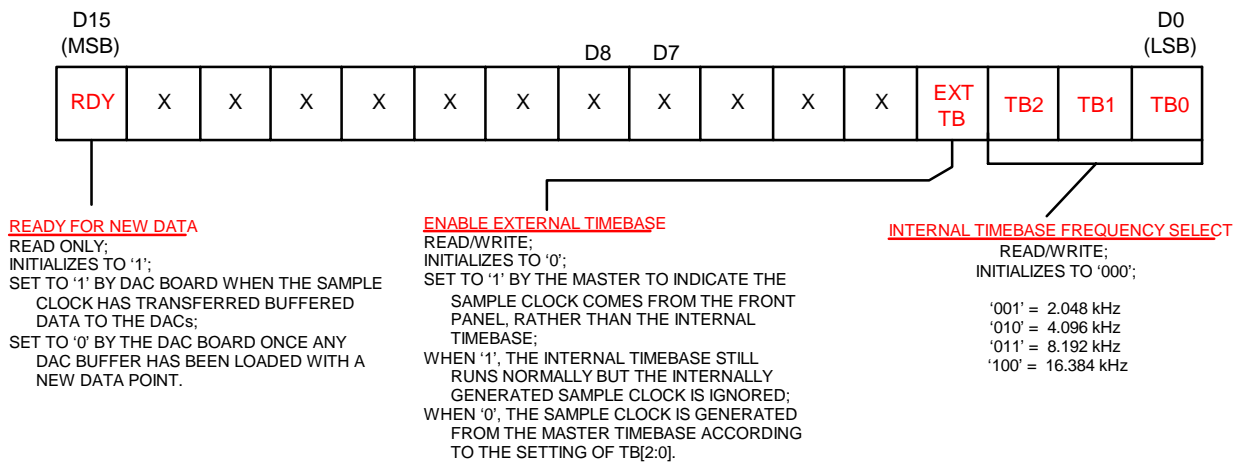 D15
(MSB)
D8
D7
D0
(LSB)
RDY
X
X
X
X
X
X
X
X
X
X
X
EXT
TB
TB2
TB1
TB0
READY FOR NEW DATA
READ ONLY;
INITIALIZES TO ‘1’;
SET TO ‘1’ BY DAC BOARD WHEN THE SAMPLE
CLOCK HAS TRANSFERRED BUFFERED
DATA TO THE DACs;
SET TO ‘0’ BY THE DAC BOARD ONCE ANY
DAC BUFFER HAS BEEN LOADED WITH A
NEW DATA POINT.
ENABLE EXTERNAL TIMEBASE
READ/WRITE;
INITIALIZES TO ‘0’;
SET TO ‘1’ BY THE MASTER TO INDICATE THE
SAMPLE CLOCK COMES FROM THE FRONT
PANEL, RATHER THAN THE INTERNAL
TIMEBASE;
WHEN ‘1’, THE INTERNAL TIMEBASE STILL
RUNS NORMALLY BUT THE INTERNALLY
GENERATED SAMPLE CLOCK IS IGNORED;
WHEN ‘0’, THE SAMPLE CLOCK IS GENERATED
FROM THE MASTER TIMEBASE ACCORDING
TO THE SETTING OF TB[2:0].
INTERNAL TIMEBASE FREQUENCY SELECT
READ/WRITE;
INITIALIZES TO ‘000’;
‘001’ = 2.048 kHz
‘010’ = 4.096 kHz
‘011’ = 8.192 kHz
‘100’ = 16.384 kHz